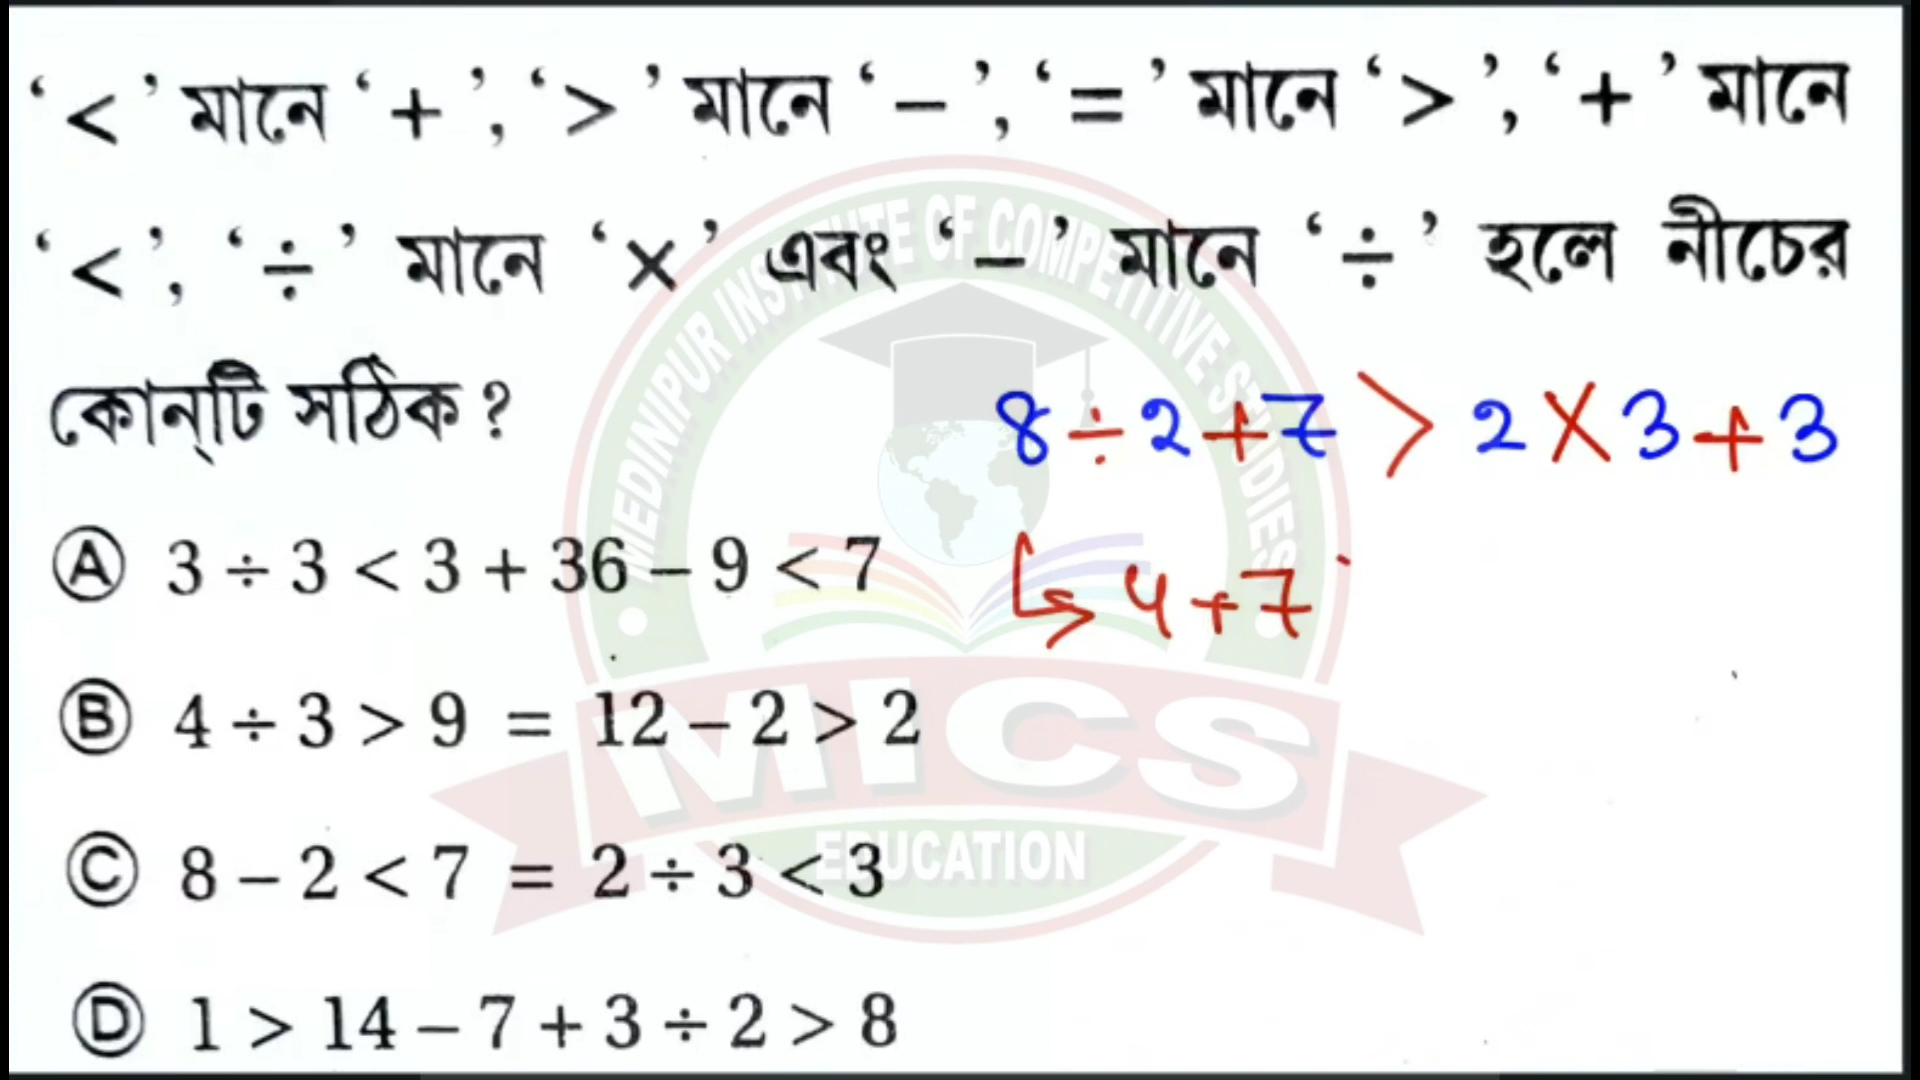 ‘<’ মানে ‘+’, ‘>’ মানে ‘−’, ‘=’ মানে ‘>’, ‘+’ মানে
‘<’, ‘÷’ মানে ‘×’ এবং ‘−’ মানে ‘÷’ হলে নীচের
কোন্‌টি সঠিক ?
8÷2+7 > 2×3+3
Ⓐ 3 ÷ 3 < 3 + 36 − 9 < 7
↳ 4+7
Ⓑ 4 ÷ 3 > 9 = 12 − 2 > 2
Ⓒ 8 − 2 < 7 = 2 ÷ 3 < 3
Ⓓ 1 > 14 − 7 + 3 ÷ 2 > 8
MEDINIPUR INSTITUTE OF COMPETITIVE STUDIES
MICS
EDUCATION